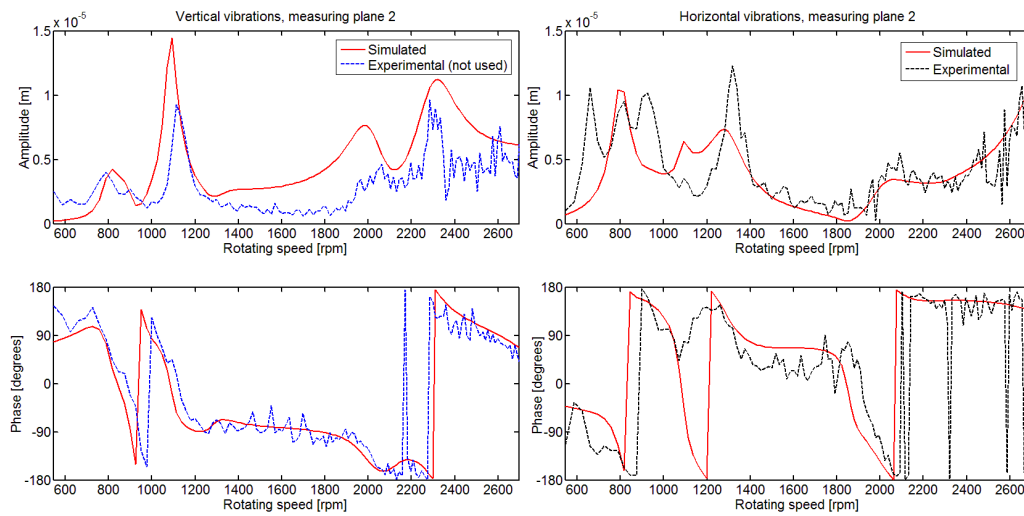 Vertical vibrations, measuring plane 2
1.5 x 10⁻⁵
1
0.5
0
Amplitude [m]
Simulated
Experimental (not used)
600 800 1000 1200 1400 1600 1800 2000 2200 2400 2600
Rotating speed [rpm]
Horizontal vibrations, measuring plane 2
1.5 x 10⁻⁵
1
0.5
0
Amplitude [m]
Simulated
Experimental
600 800 1000 1200 1400 1600 1800 2000 2200 2400 2600
Rotating speed [rpm]
180
90
0
-90
-180
Phase [degrees]
600 800 1000 1200 1400 1600 1800 2000 2200 2400 2600
Rotating speed [rpm]
180
90
0
-90
-180
Phase [degrees]
600 800 1000 1200 1400 1600 1800 2000 2200 2400 2600
Rotating speed [rpm]